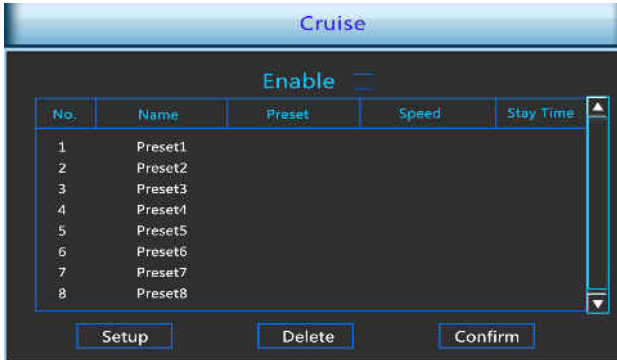 Cruise
Enable
No. Name Preset Speed Stay Time
1 Preset1
2 Preset2
3 Preset3
4 Preset4
5 Preset5
6 Preset6
7 Preset7
8 Preset8
Setup Delete Confirm